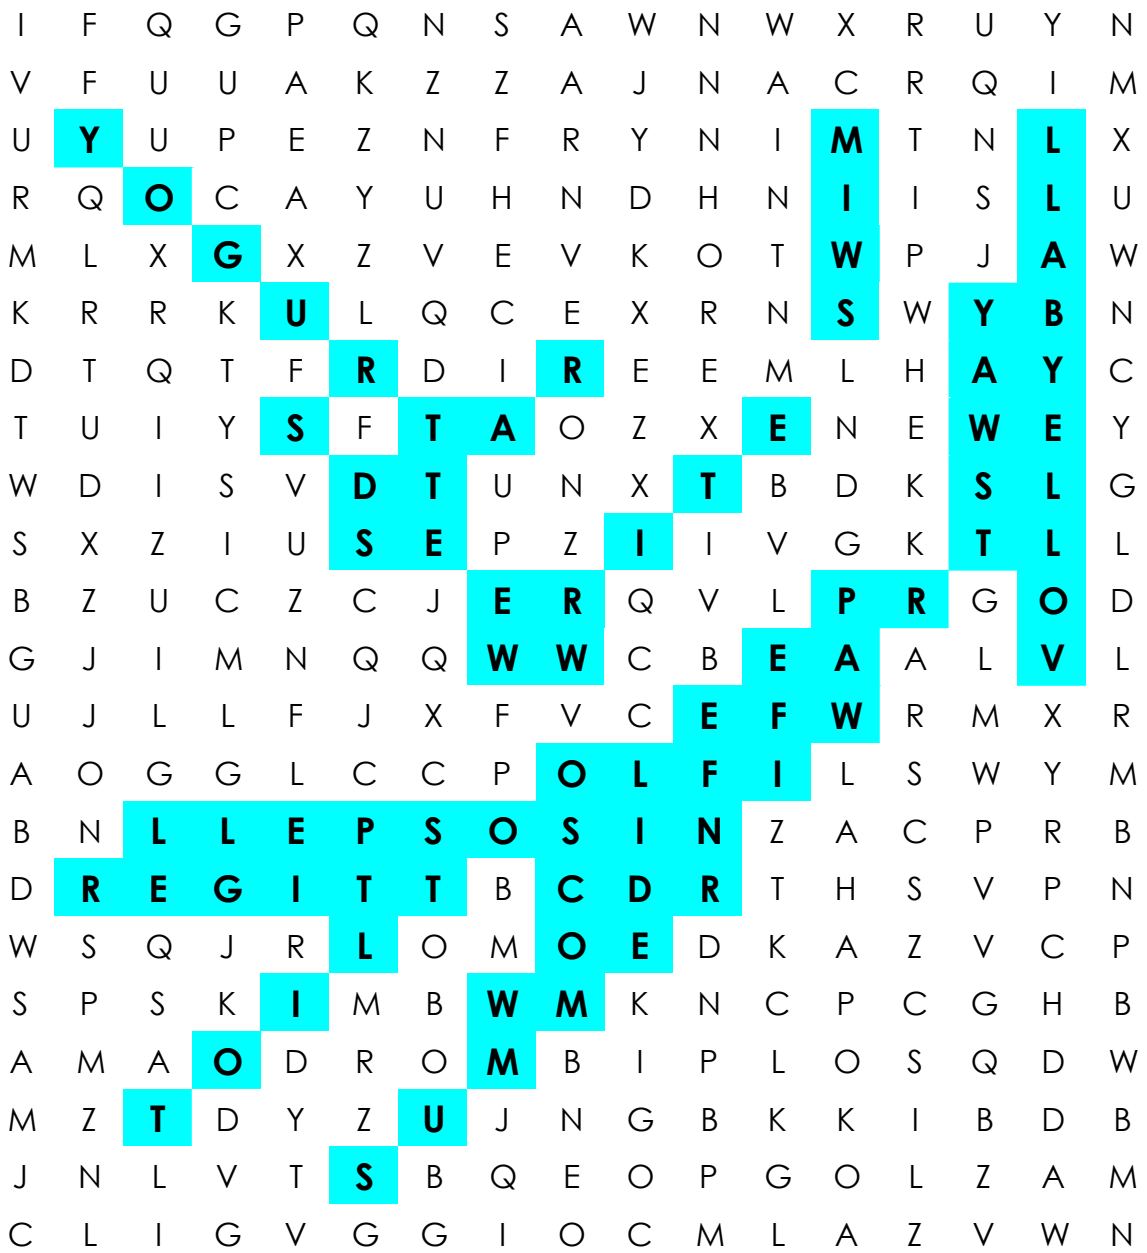 I F Q G P Q N S A W N W X R U Y N
V F U U A K Z Z A J N A C R Q I M
U Y U P E Z N F R Y N I M T N L X
R Q O C A Y U H N D H N I I S L U
M L X G X Z V E V K O T W P J A W
K R R K U L Q C E X R N S W Y B N
D T Q T F R D I R E E M L H A Y C
T U I Y S F T A O Z X E N E W E Y
W D I S V D T U N X T B D K S L G
S X Z I U S E P Z I I V G K T L L
B Z U C Z C J E R Q V L P R G O D
G J I M N Q Q W W C B E A A L V L
U J L L F J X F V C E F W R M X R
A O G G L C C P O L F I L S W Y M
B N L L E P S O S I N Z A C P R B
D R E G I T T B C D R T H S V P N
W S Q J R L O M O E D K A Z V C P
S P S K I M B W M K N C P C G H B
A M A O D R O M B I P L O S Q D W
M Z T D Y Z U J N G B K K I B D B
J N L V T S B Q E O P G O L Z A M
C L I G V G G I O C M L A Z V W N